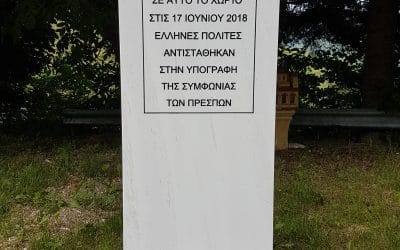 ΣΕ ΑΥΤΟ ΤΟ ΧΩΡΙΟ
ΣΤΙΣ 17 ΙΟΥΝΙΟΥ 2018
ΕΛΛΗΝΕΣ ΠΟΛΙΤΕΣ
ΑΝΤΙΣΤΑΘΗΚΑΝ
ΣΤΗΝ ΥΠΟΓΡΑΦΗ
ΤΗΣ ΣΥΜΦΩΝΙΑΣ
ΤΩΝ ΠΡΕΣΠΩΝ